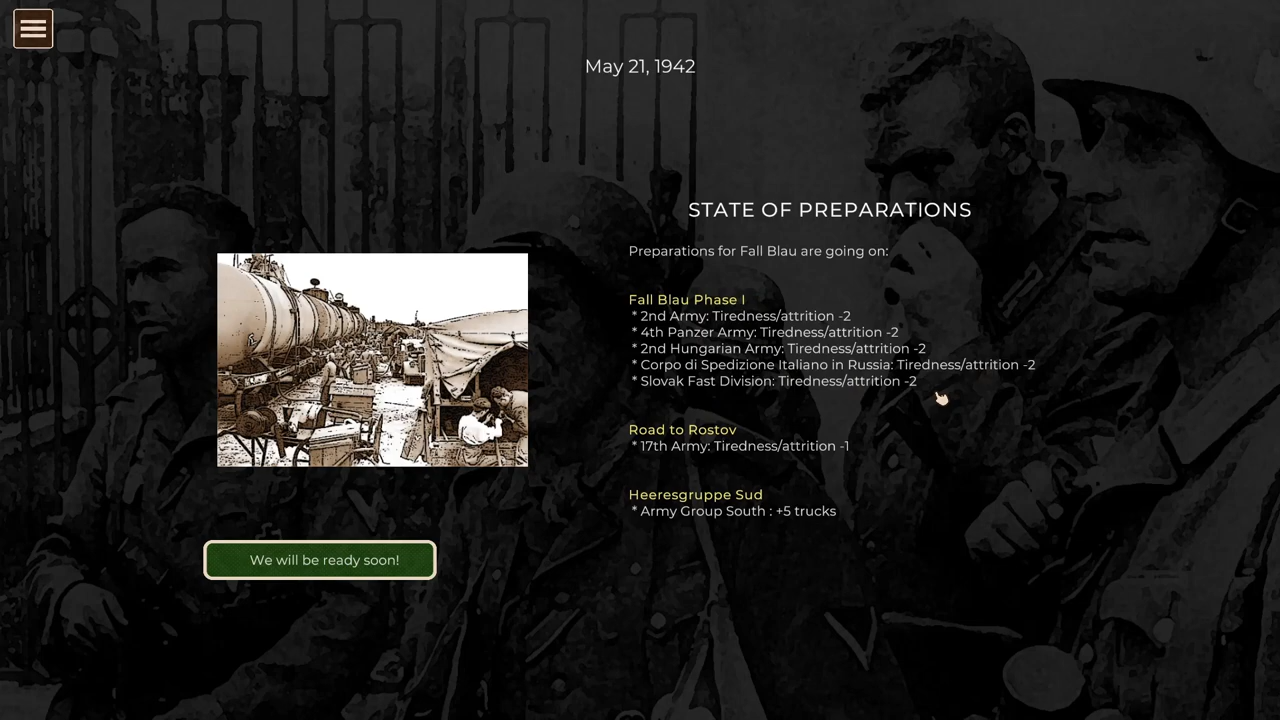 May 21, 1942
STATE OF PREPARATIONS
Preparations for Fall Blau are going on:
Fall Blau Phase I
* 2nd Army: Tiredness/attrition -2
* 4th Panzer Army: Tiredness/attrition -2
* 2nd Hungarian Army: Tiredness/attrition -2
* Corpo di Spedizione Italiano in Russia: Tiredness/attrition -2
* Slovak Fast Division: Tiredness/attrition -2
Road to Rostov
* 17th Army: Tiredness/attrition -1
Heeresgruppe Sud
* Army Group South : +5 trucks
We will be ready soon!